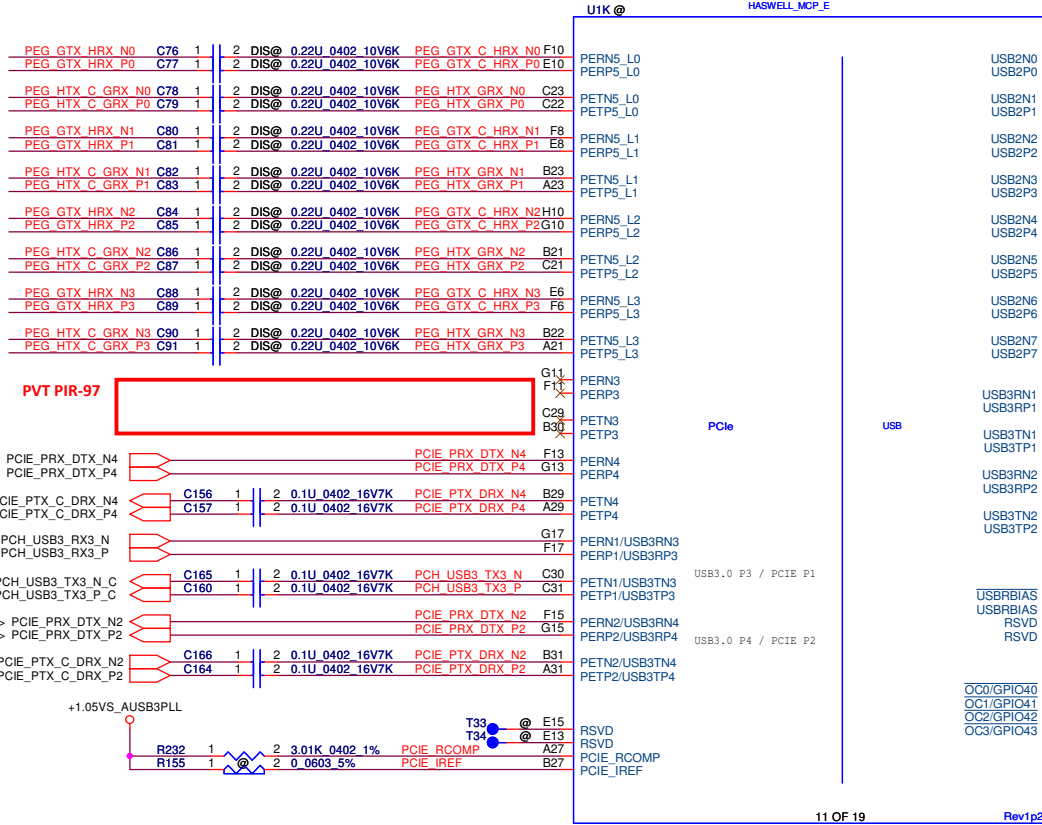 U1K @ HASWELL_MCP_E
PEG_GTX_HRX_N0 C76 1 2 DIS@ 0.22U_0402_10V6K PEG_GTX_C_HRX_N0 F10 PERN5_L0 USB2N0
PEG_GTX_HRX_P0 C77 1 2 DIS@ 0.22U_0402_10V6K PEG_GTX_C_HRX_P0 E10 PERP5_L0 USB2P0
PEG_HTX_C_GRX_N0 C78 1 2 DIS@ 0.22U_0402_10V6K PEG_HTX_GRX_N0 C23 PETN5_L0 USB2N1
PEG_HTX_C_GRX_P0 C79 1 2 DIS@ 0.22U_0402_10V6K PEG_HTX_GRX_P0 C22 PETP5_L0 USB2P1
PEG_GTX_HRX_N1 C80 1 2 DIS@ 0.22U_0402_10V6K PEG_GTX_C_HRX_N1 F8 PERN5_L1 USB2N2
PEG_GTX_HRX_P1 C81 1 2 DIS@ 0.22U_0402_10V6K PEG_GTX_C_HRX_P1 E8 PERP5_L1 USB2P2
PEG_HTX_C_GRX_N1 C82 1 2 DIS@ 0.22U_0402_10V6K PEG_HTX_GRX_N1 B23 PETN5_L1 USB2N3
PEG_HTX_C_GRX_P1 C83 1 2 DIS@ 0.22U_0402_10V6K PEG_HTX_GRX_P1 A23 PETP5_L1 USB2P3
PEG_GTX_HRX_N2 C84 1 2 DIS@ 0.22U_0402_10V6K PEG_GTX_C_HRX_N2 H10 PERN5_L2 USB2N4
PEG_GTX_HRX_P2 C85 1 2 DIS@ 0.22U_0402_10V6K PEG_GTX_C_HRX_P2 G10 PERP5_L2 USB2P4
PEG_HTX_C_GRX_N2 C86 1 2 DIS@ 0.22U_0402_10V6K PEG_HTX_GRX_N2 B21 PETN5_L2 USB2N5
PEG_HTX_C_GRX_P2 C87 1 2 DIS@ 0.22U_0402_10V6K PEG_HTX_GRX_P2 C21 PETP5_L2 USB2P5
PEG_GTX_HRX_N3 C88 1 2 DIS@ 0.22U_0402_10V6K PEG_GTX_C_HRX_N3 E6 PERN5_L3 USB2N6
PEG_GTX_HRX_P3 C89 1 2 DIS@ 0.22U_0402_10V6K PEG_GTX_C_HRX_P3 F6 PERP5_L3 USB2P6
PEG_HTX_C_GRX_N3 C90 1 2 DIS@ 0.22U_0402_10V6K PEG_HTX_GRX_N3 B22 PETN5_L3 USB2N7
PEG_HTX_C_GRX_P3 C91 1 2 DIS@ 0.22U_0402_10V6K PEG_HTX_GRX_P3 A21 PETP5_L3 USB2P7
G11 PERN3
PVT PIR-97 F11 PERP3 USB3RN1
USB3RP1
C29 PETN3
B30 PETP3 PCIe USB USB3TN1
USB3TP1
PCIE_PRX_DTX_N4 PCIE_PRX_DTX_N4 F13 PERN4
PCIE_PRX_DTX_P4 PCIE_PRX_DTX_P4 G13 PERP4 USB3RN2
USB3RP2
CIE_PTX_C_DRX_N4 C156 1 2 0.1U_0402_16V7K PCIE_PTX_DRX_N4 B29 PETN4
CIE_PTX_C_DRX_P4 C157 1 2 0.1U_0402_16V7K PCIE_PTX_DRX_P4 A29 PETP4 USB3TN2
USB3TP2
PCH_USB3_RX3_N G17 PERN1/USB3RN3
PCH_USB3_RX3_P F17 PERP1/USB3RP3
PCH_USB3_TX3_N_C C165 1 2 0.1U_0402_16V7K PCH_USB3_TX3_N C30 PETN1/USB3TN3 USB3.0 P3 / PCIE P1
PCH_USB3_TX3_P_C C160 1 2 0.1U_0402_16V7K PCH_USB3_TX3_P C31 PETP1/USB3TP3 USBRBIAS
USBRBIAS
> PCIE_PRX_DTX_N2 PCIE_PRX_DTX_N2 F15 PERN2/USB3RN4 RSVD
> PCIE_PRX_DTX_P2 PCIE_PRX_DTX_P2 G15 PERP2/USB3RP4 USB3.0 P4 / PCIE P2 RSVD
PCIE_PTX_C_DRX_N2 C166 1 2 0.1U_0402_16V7K PCIE_PTX_DRX_N2 B31 PETN2/USB3TN4
PCIE_PTX_C_DRX_P2 C164 1 2 0.1U_0402_16V7K PCIE_PTX_DRX_P2 A31 PETP2/USB3TP4
OC0/GPIO40
OC1/GPIO41
+1.05VS_AUSB3PLL OC2/GPIO42
T33 @ E15 RSVD OC3/GPIO43
T34 @ E13 RSVD
R232 1 2 3.01K_0402_1% PCIE_RCOMP A27 PCIE_RCOMP
R155 1 @ 2 0_0603_5% PCIE_IREF B27 PCIE_IREF
11 OF 19 Rev1p2